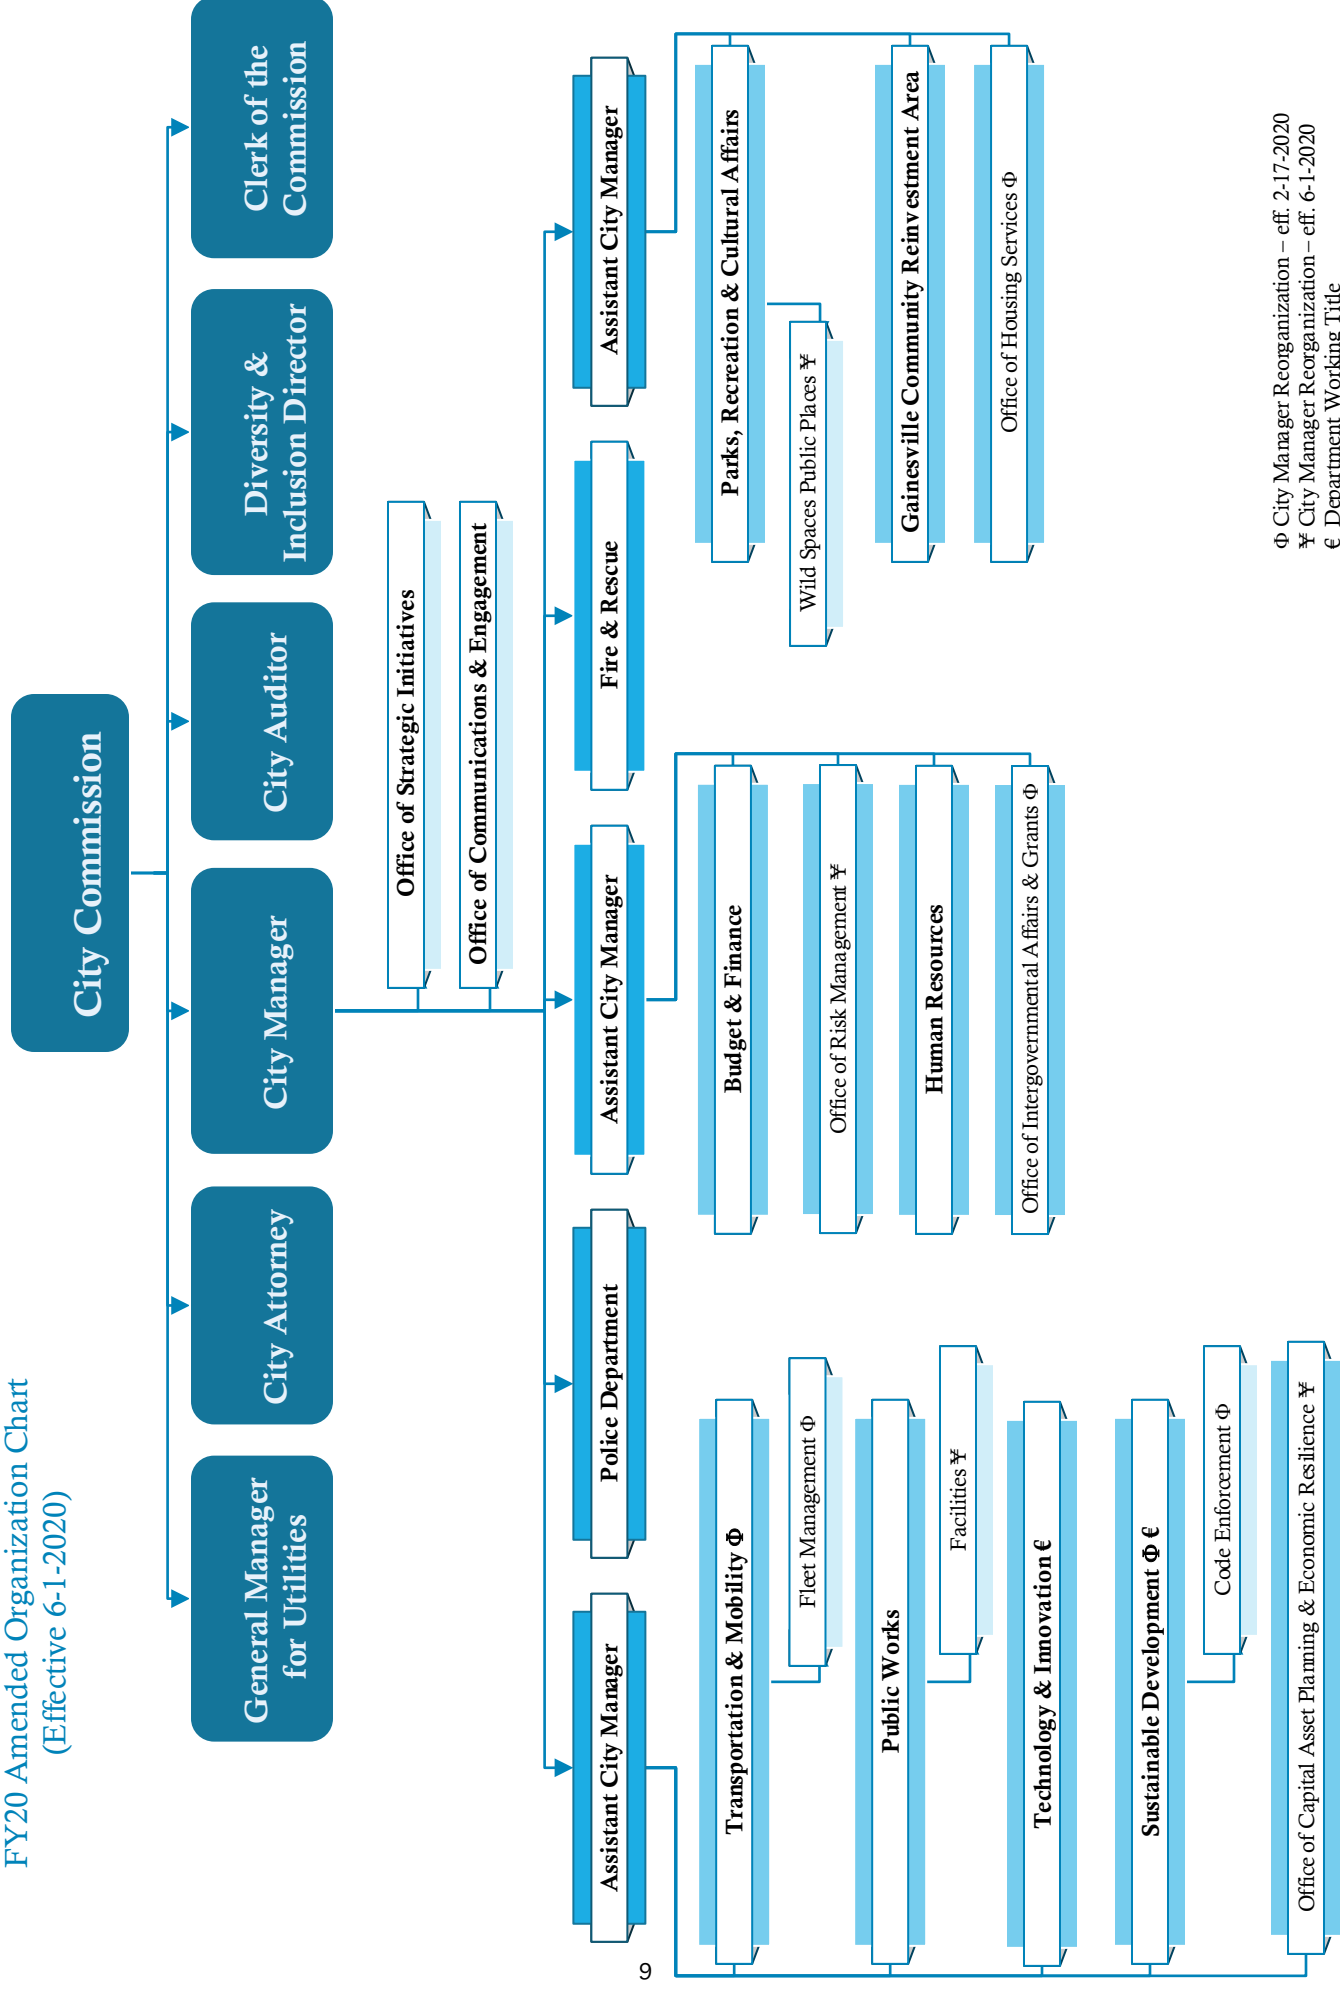 FY20 Amended Organization Chart
(Effective 6-1-2020)
City Commission
General Manager
for Utilities
City Attorney
City Manager
City Auditor
Diversity &
Inclusion Director
Clerk of the
Commission
Office of Strategic Initiatives
Office of Communications & Engagement
Assistant City Manager
Police Department
Assistant City Manager
Fire & Rescue
Assistant City Manager
Transportation & Mobility Φ
Fleet Management Φ
Public Works
Facilities ¥
Technology & Innovation €
Sustainable Development Φ €
Code Enforcement Φ
Office of Capital Asset Planning & Economic Resilience ¥
Budget & Finance
Office of Risk Management ¥
Human Resources
Office of Intergovernmental Affairs & Grants Φ
Parks, Recreation & Cultural Affairs
Wild Spaces Public Places ¥
Gainesville Community Reinvestment Area
Office of Housing Services Φ
Φ City Manager Reorganization – eff. 2-17-2020
¥ City Manager Reorganization – eff. 6-1-2020
€ Department Working Title
9